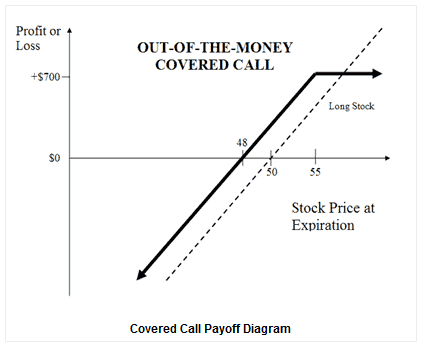 Profit or
Loss
OUT-OF-THE-MONEY
COVERED CALL
+$700
Long Stock
48
$0
50
55
Stock Price at
Expiration
Covered Call Payoff Diagram